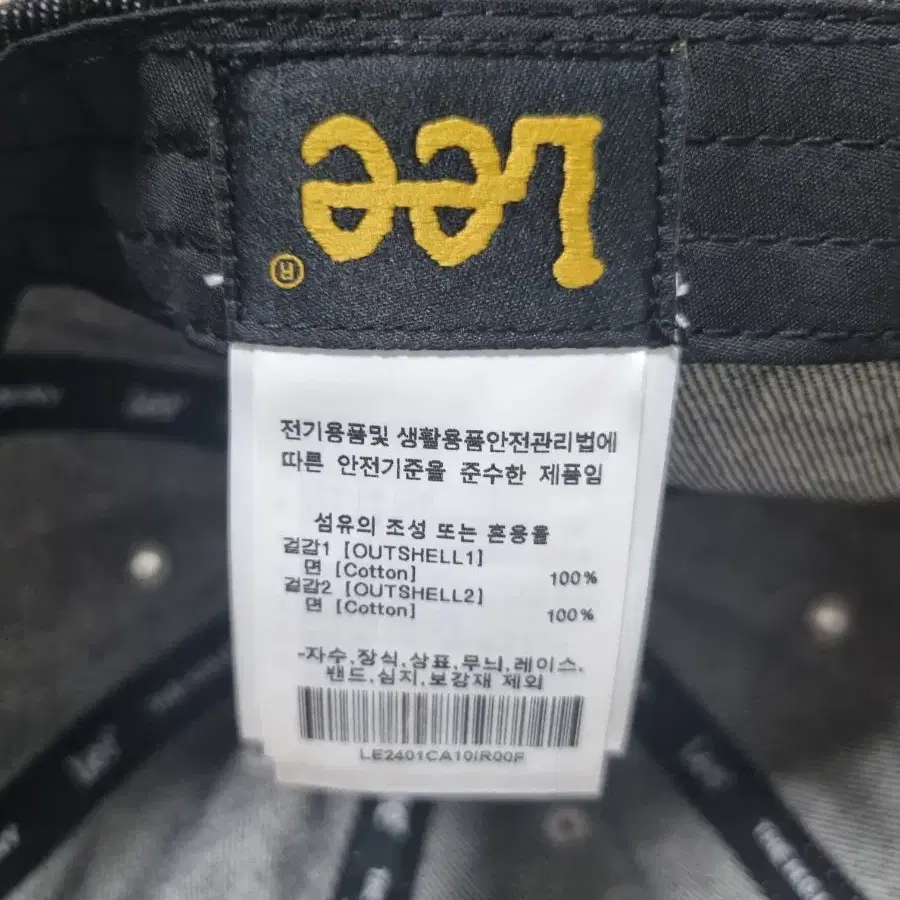 Lee
®
전기용품및 생활용품안전관리법에
따른 안전기준을 준수한 제품임
섬유의 조성 또는 혼용율
겉감1 [OUTSHELL1]
면 [Cotton] 100%
겉감2 [OUTSHELL2]
면 [Cotton] 100%
-자수,장식,상표,무늬,레이스,
밴드,심지,보강재 제외
LE2401CA10IR00F